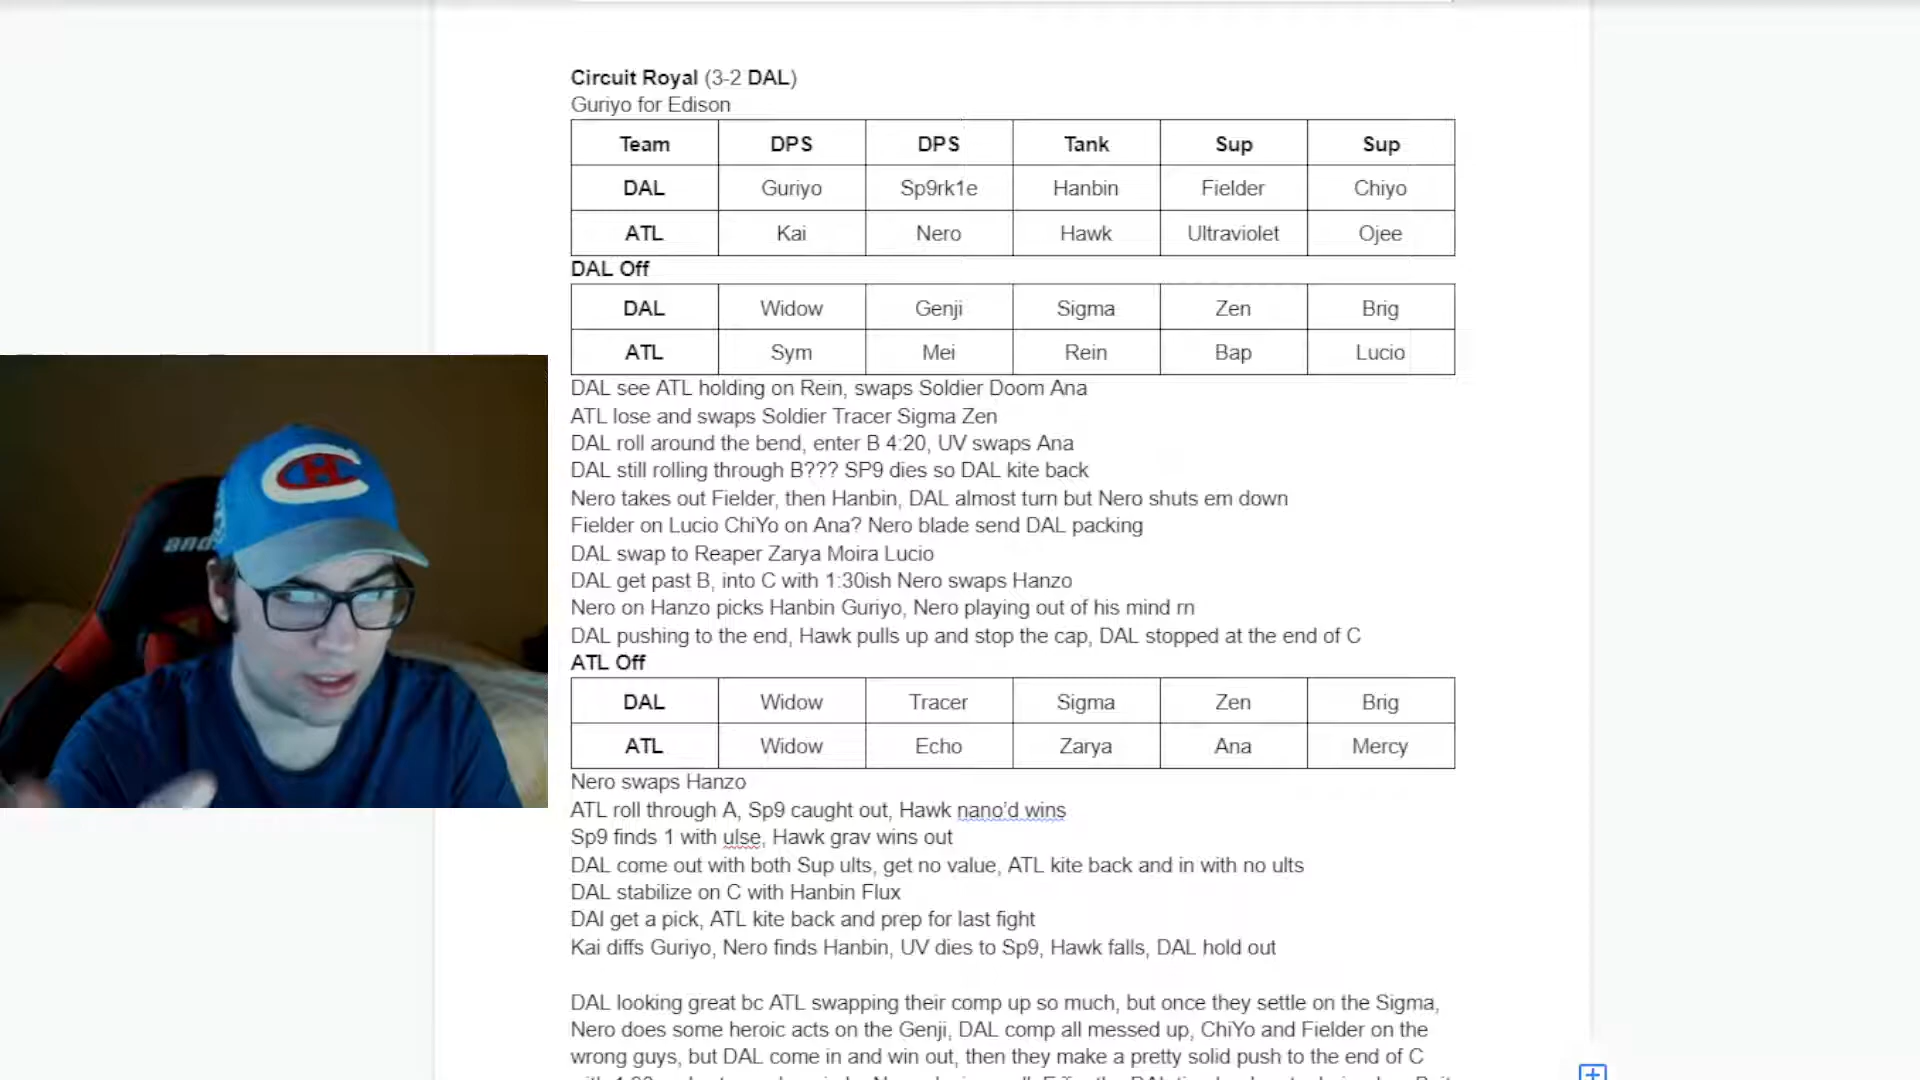 Circuit Royal (3-2 DAL)
Guriyo for Edison
Team DPS DPS Tank Sup Sup
DAL Guriyo Sp9rk1e Hanbin Fielder Chiyo
ATL Kai Nero Hawk Ultraviolet Ojee
DAL Off
DAL Widow Genji Sigma Zen Brig
ATL Sym Mei Rein Bap Lucio
DAL see ATL holding on Rein, swaps Soldier Doom Ana
ATL lose and swaps Soldier Tracer Sigma Zen
DAL roll around the bend, enter B 4:20, UV swaps Ana
DAL still rolling through B??? SP9 dies so DAL kite back
Nero takes out Fielder, then Hanbin, DAL almost turn but Nero shuts em down
Fielder on Lucio ChiYo on Ana? Nero blade send DAL packing
DAL swap to Reaper Zarya Moira Lucio
DAL get past B, into C with 1:30ish Nero swaps Hanzo
Nero on Hanzo picks Hanbin Guriyo, Nero playing out of his mind rn
DAL pushing to the end, Hawk pulls up and stop the cap, DAL stopped at the end of C
ATL Off
DAL Widow Tracer Sigma Zen Brig
ATL Widow Echo Zarya Ana Mercy
Nero swaps Hanzo
ATL roll through A, Sp9 caught out, Hawk nano'd wins
Sp9 finds 1 with ulse, Hawk grav wins out
DAL come out with both Sup ults, get no value, ATL kite back and in with no ults
DAL stabilize on C with Hanbin Flux
DAl get a pick, ATL kite back and prep for last fight
Kai diffs Guriyo, Nero finds Hanbin, UV dies to Sp9, Hawk falls, DAL hold out
DAL looking great bc ATL swapping their comp up so much, but once they settle on the Sigma,
Nero does some heroic acts on the Genji, DAL comp all messed up, ChiYo and Fielder on the
wrong guys, but DAL come in and win out, then they make a pretty solid push to the end of C
and